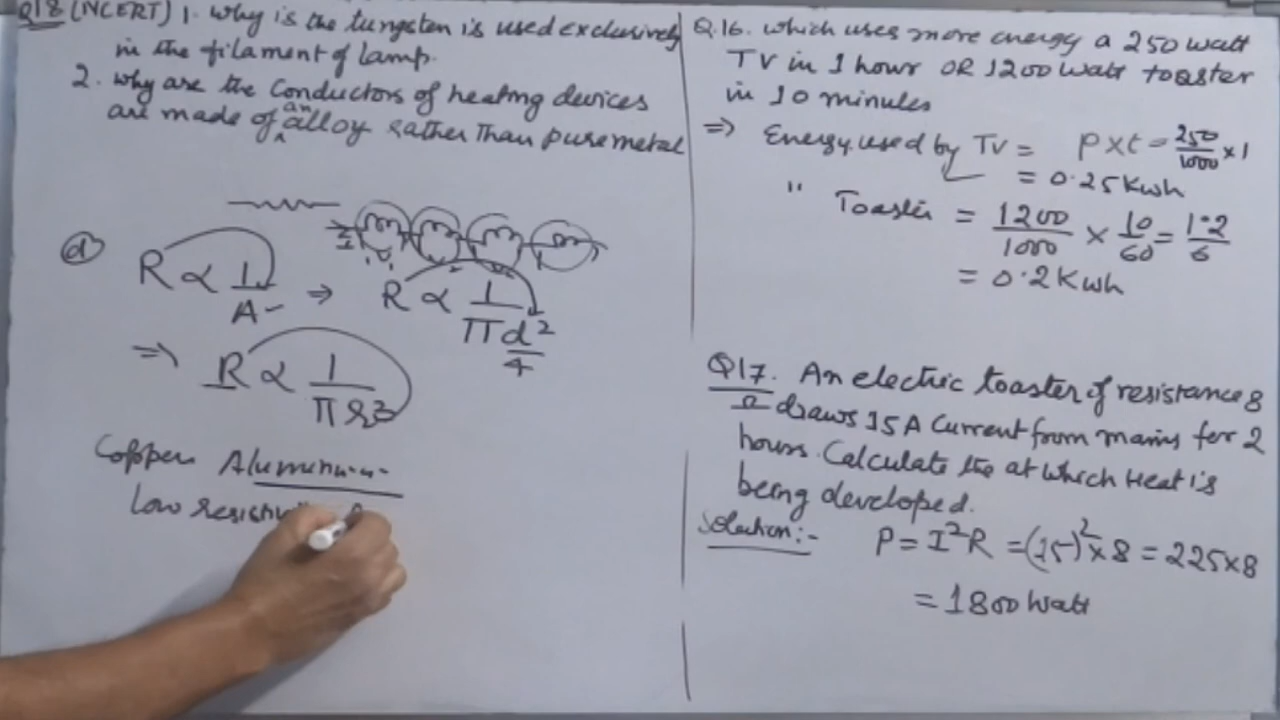 Q18 (NCERT) 1. Why is the tungsten is used exclusively
in the filament of lamp.
2. Why are the Conductors of heating devices
are made of an alloy rather than pure metal
d
R ∝ 1/A
⇒ R ∝ 1/(πd²/4)
⇒ R ∝ 1/πr²
Copper Aluminu
Low resisti
Q.16. which uses more energy a 250 watt
TV in 1 hour OR 1200 watt toaster
in 10 minutes
⇒ Energy used by TV = P×t = 250/1000 × 1
= 0.25 Kwh
" Toaster = 1200/1000 × 10/60 = 1.2/6
= 0.2 Kwh
Q17. An electric toaster of resistance 8
Ω draws 15A Current from mains for 2
hours. Calculate the at which Heat is
being developed.
Solution:- P = I²R = (15)² × 8 = 225×8
= 1800 Watt